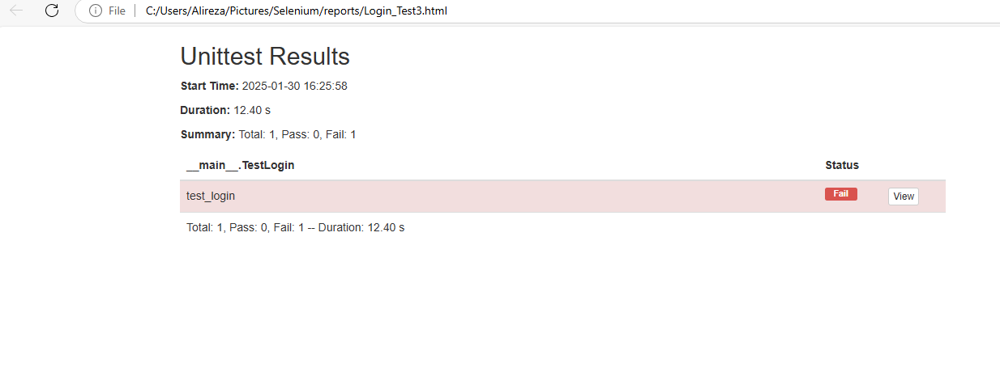 File C:/Users/Alireza/Pictures/Selenium/reports/Login_Test3.html
Unittest Results
Start Time: 2025-01-30 16:25:58
Duration: 12.40 s
Summary: Total: 1, Pass: 0, Fail: 1
__main__.TestLogin Status
test_login Fail View
Total: 1, Pass: 0, Fail: 1 -- Duration: 12.40 s